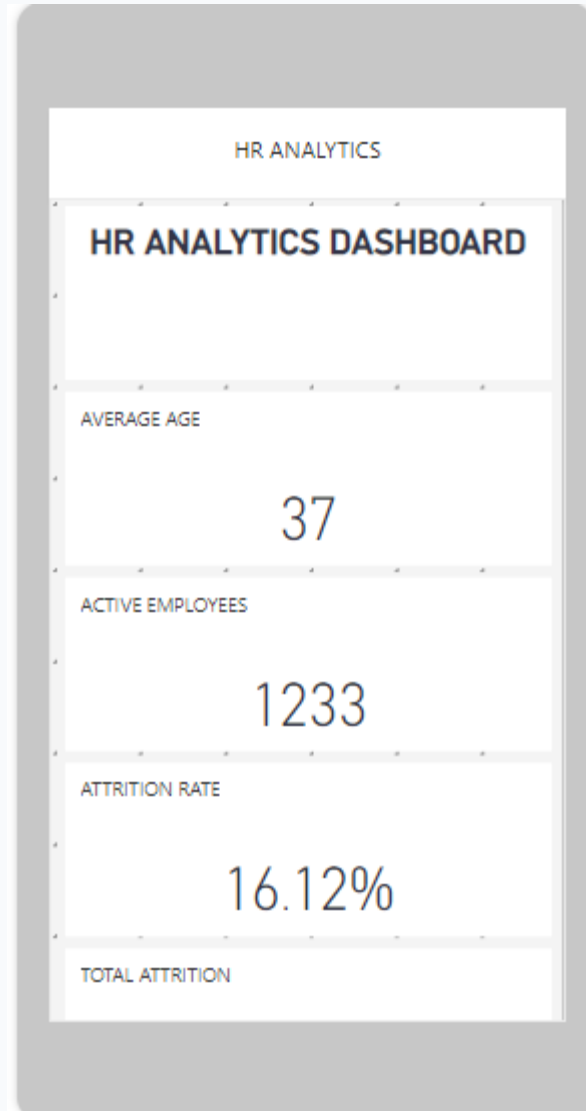 HR ANALYTICS
HR ANALYTICS DASHBOARD
AVERAGE AGE
37
ACTIVE EMPLOYEES
1233
ATTRITION RATE
16.12%
TOTAL ATTRITION